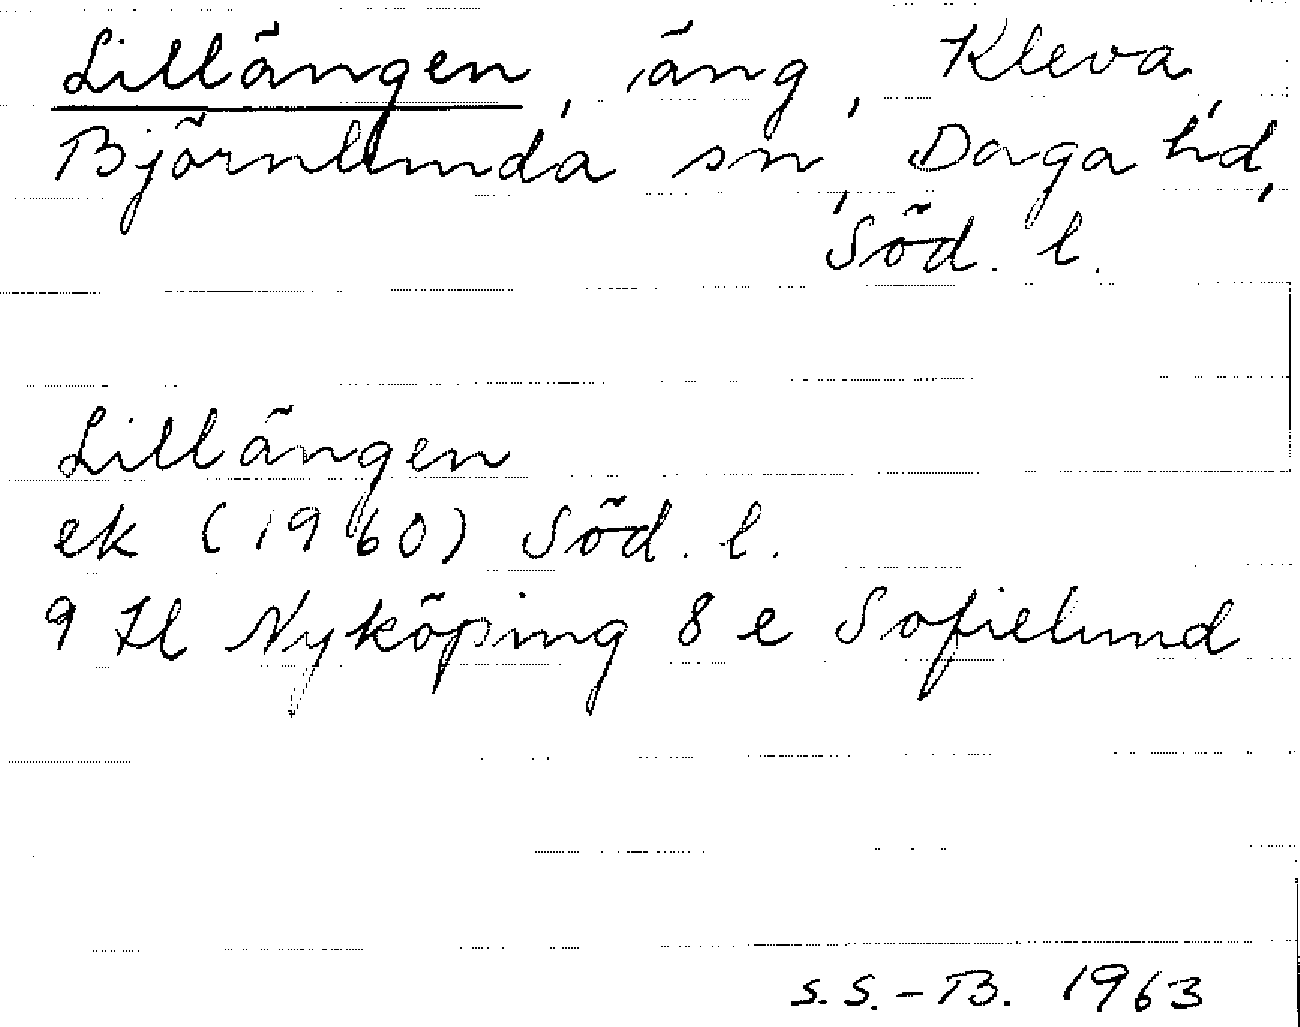 Lillängen, äng, Kleva,
Björnlunda sn, Daga hd,
Söd. l.
Lillängen
ek (1960) Söd. l.
9 H Nyköping 8 e Sofielund
S.S.-B. 1963